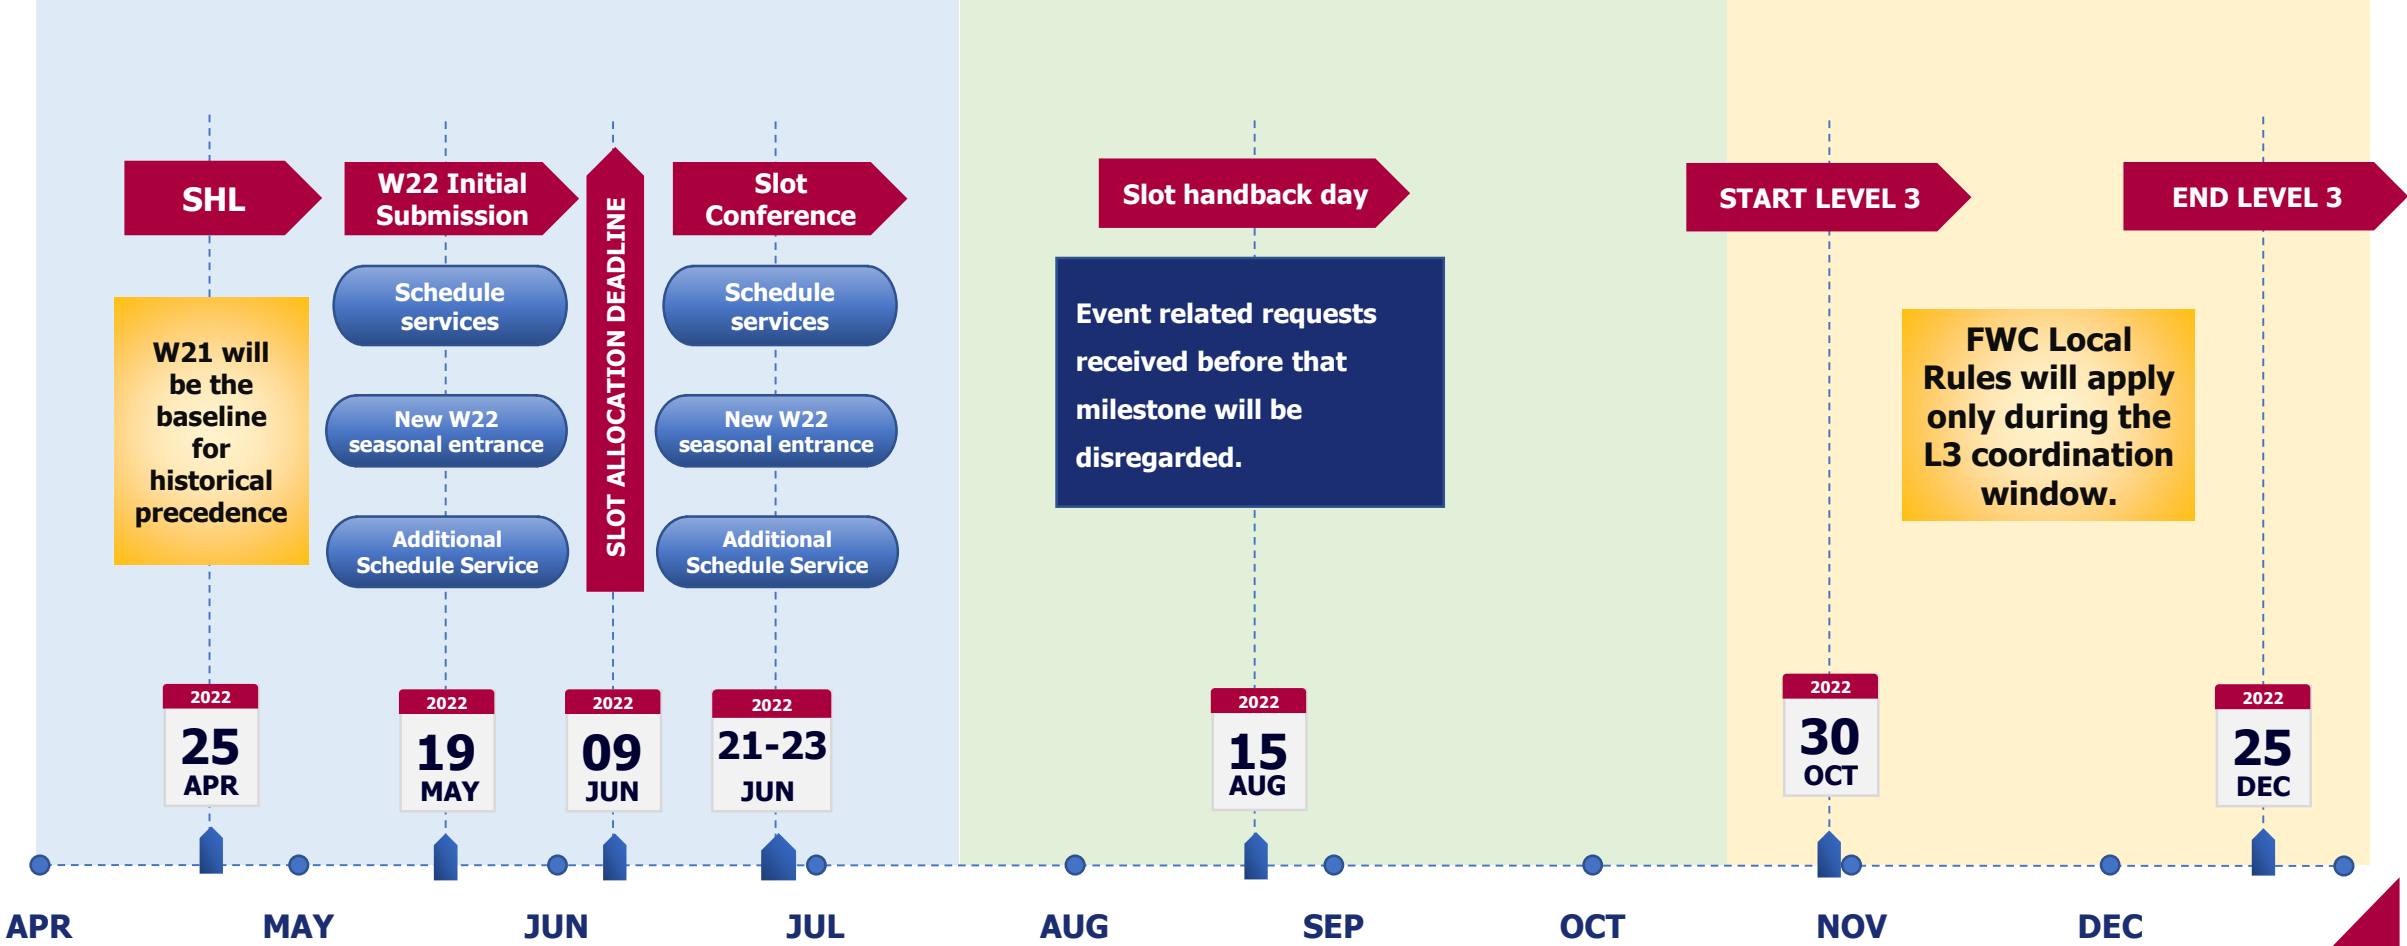 SHL
W22 Initial
Submission
SLOT ALLOCATION DEADLINE
Slot
Conference
Slot handback day
START LEVEL 3
END LEVEL 3
W21 will
be the
baseline
for
historical
precedence
Schedule
services
New W22
seasonal entrance
Additional
Schedule Service
Schedule
services
New W22
seasonal entrance
Additional
Schedule Service
Event related requests
received before that
milestone will be
disregarded.
FWC Local
Rules will apply
only during the
L3 coordination
window.
2022
25
APR
2022
19
MAY
2022
09
JUN
2022
21-23
JUN
2022
15
AUG
2022
30
OCT
2022
25
DEC
APR MAY JUN JUL AUG SEP OCT NOV DEC